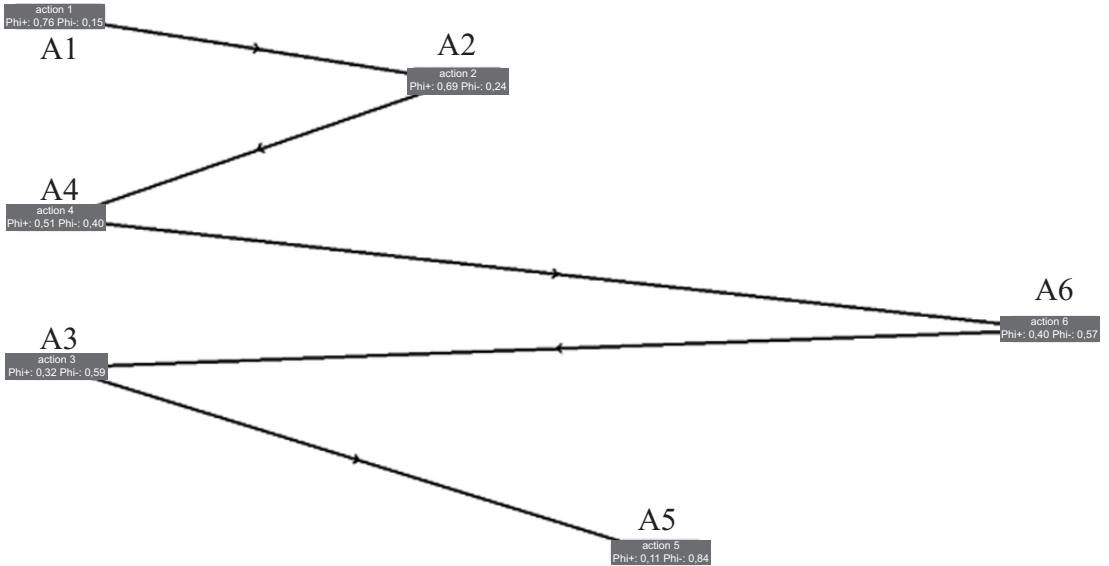 action 1
Phi+: 0,76 Phi-: 0,15
A1
A2
action 2
Phi+: 0,69 Phi-: 0,24
A4
action 4
Phi+: 0,51 Phi-: 0,40
A6
action 6
Phi+: 0,40 Phi-: 0,57
A3
action 3
Phi+: 0,32 Phi-: 0,59
A5
action 5
Phi+: 0,11 Phi-: 0,84